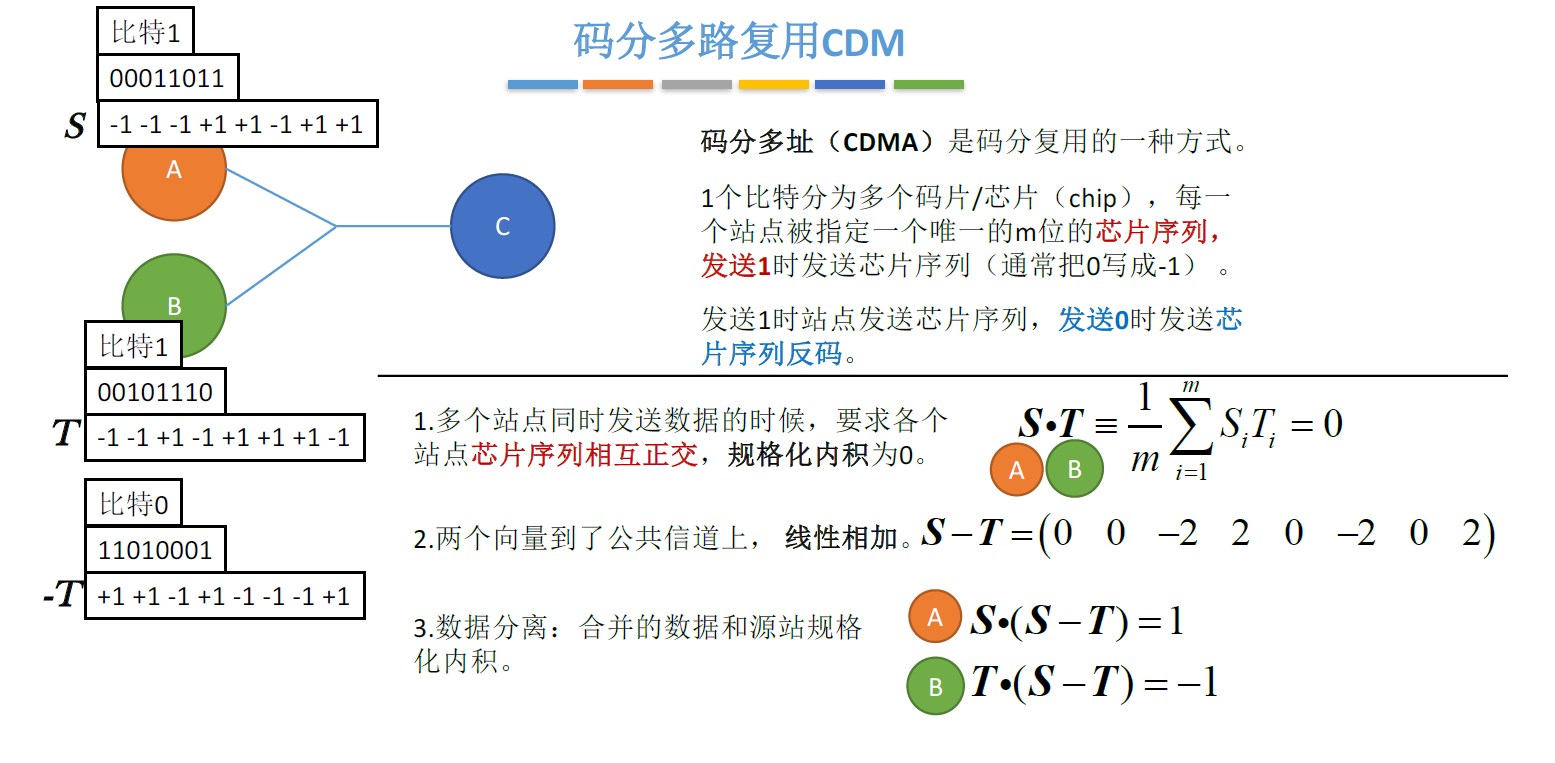 码分多路复用CDM
比特1
00011011
S
-1 -1 -1 +1 +1 -1 +1 +1
A
B
C
比特1
00101110
T
-1 -1 +1 -1 +1 +1 +1 -1
比特0
11010001
-T
+1 +1 -1 +1 -1 -1 -1 +1
码分多址（CDMA）是码分复用的一种方式。
1个比特分为多个码片/芯片（chip），每一
个站点被指定一个唯一的m位的芯片序列，
发送1时发送芯片序列（通常把0写成-1） 。
发送1时站点发送芯片序列，发送0时发送芯
片序列反码。
1.多个站点同时发送数据的时候，要求各个
站点芯片序列相互正交，规格化内积为0。
S•T ≡ 1/m ∑_{i=1}^{m} S_i T_i = 0
A B
2.两个向量到了公共信道上， 线性相加。
S − T = (0 0 −2 2 0 −2 0 2)
3.数据分离：合并的数据和源站规格
化内积。
A S•(S − T) = 1
B T•(S − T) = −1